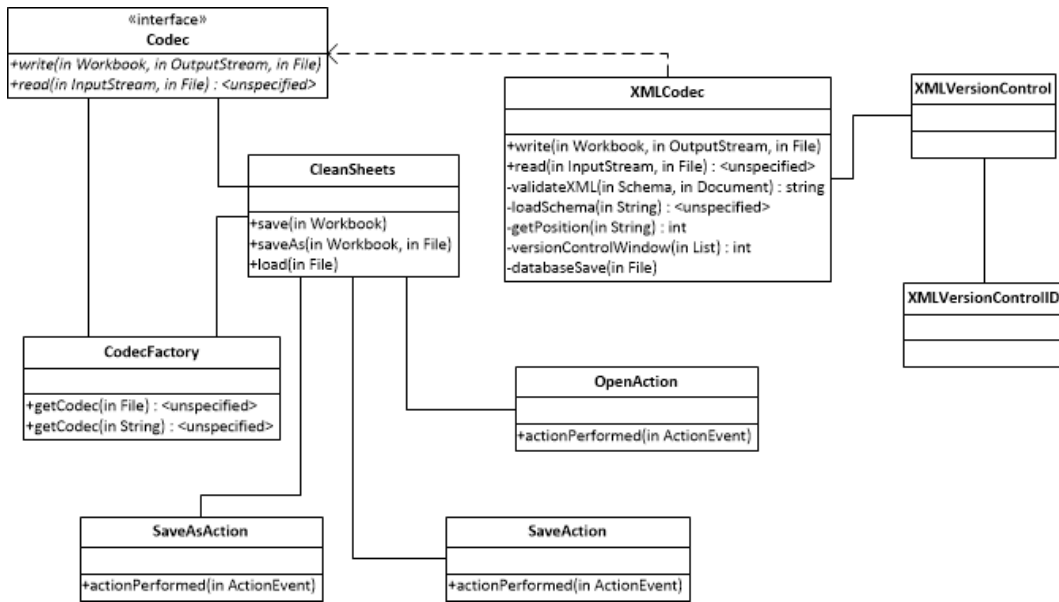 «interface»
Codec
+write(in Workbook, in OutputStream, in File)
+read(in InputStream, in File) : <unspecified>
XMLCodec
+write(in Workbook, in OutputStream, in File)
+read(in InputStream, in File) : <unspecified>
-validateXML(in Schema, in Document) : string
-loadSchema(in String) : <unspecified>
-getPosition(in String) : int
-versionControlWindow(in List) : int
-databaseSave(in File)
XMLVersionControl
CleanSheets
+save(in Workbook)
+saveAs(in Workbook, in File)
+load(in File)
XMLVersionControlID
CodecFactory
+getCodec(in File) : <unspecified>
+getCodec(in String) : <unspecified>
OpenAction
+actionPerformed(in ActionEvent)
SaveAsAction
+actionPerformed(in ActionEvent)
SaveAction
+actionPerformed(in ActionEvent)